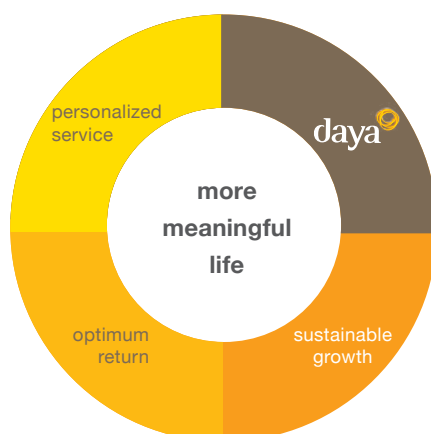 personalized
service
daya
more
meaningful
life
optimum
return
sustainable
growth